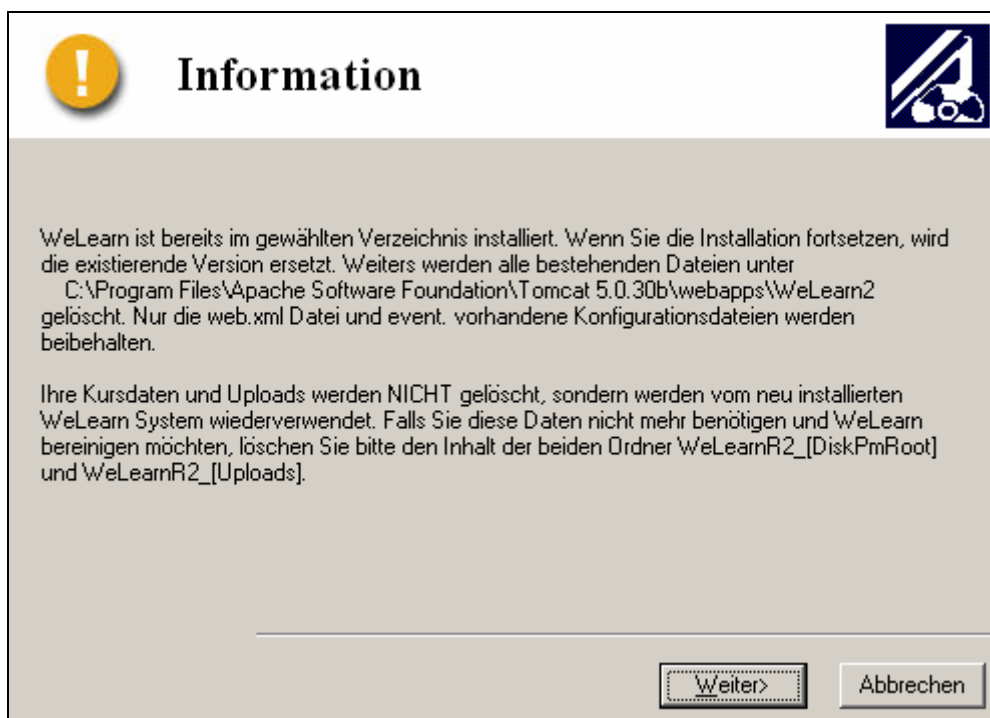 Information
WeLearn ist bereits im gewählten Verzeichnis installiert. Wenn Sie die Installation fortsetzen, wird
die existierende Version ersetzt. Weiters werden alle bestehenden Dateien unter
C:\Program Files\Apache Software Foundation\Tomcat 5.0.30b\webapps\WeLearn2
gelöscht. Nur die web.xml Datei und event. vorhandene Konfigurationsdateien werden
beibehalten.
Ihre Kursdaten und Uploads werden NICHT gelöscht, sondern werden vom neu installierten
WeLearn System wiederverwendet. Falls Sie diese Daten nicht mehr benötigen und WeLearn
bereinigen möchten, löschen Sie bitte den Inhalt der beiden Ordner WeLearnR2_[DiskPmRoot]
und WeLearnR2_[Uploads].
Weiter> Abbrechen